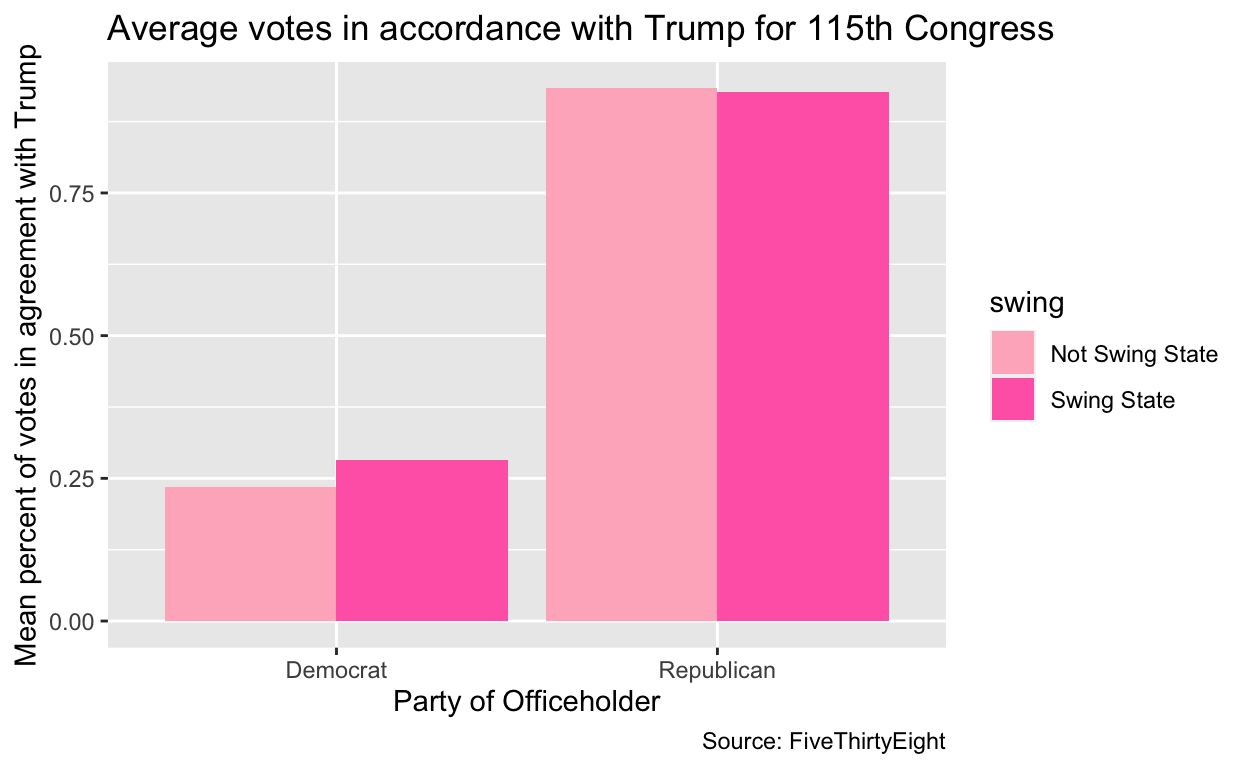 Average votes in accordance with Trump for 115th Congress
Mean percent of votes in agreement with Trump
0.75
0.50
0.25
0.00
Democrat
Republican
Party of Officeholder
swing
Not Swing State
Swing State
Source: FiveThirtyEight